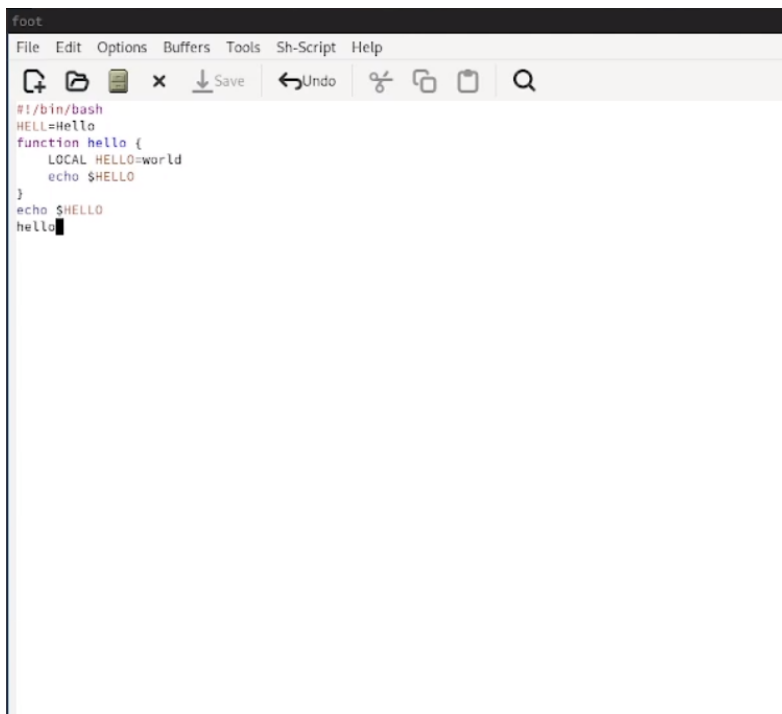 foot
File Edit Options Buffers Tools Sh-Script Help
Save Undo
#!/bin/bash
HELL=Hello
function hello {
    LOCAL HELLO=world
    echo $HELLO
}
echo $HELLO
hello